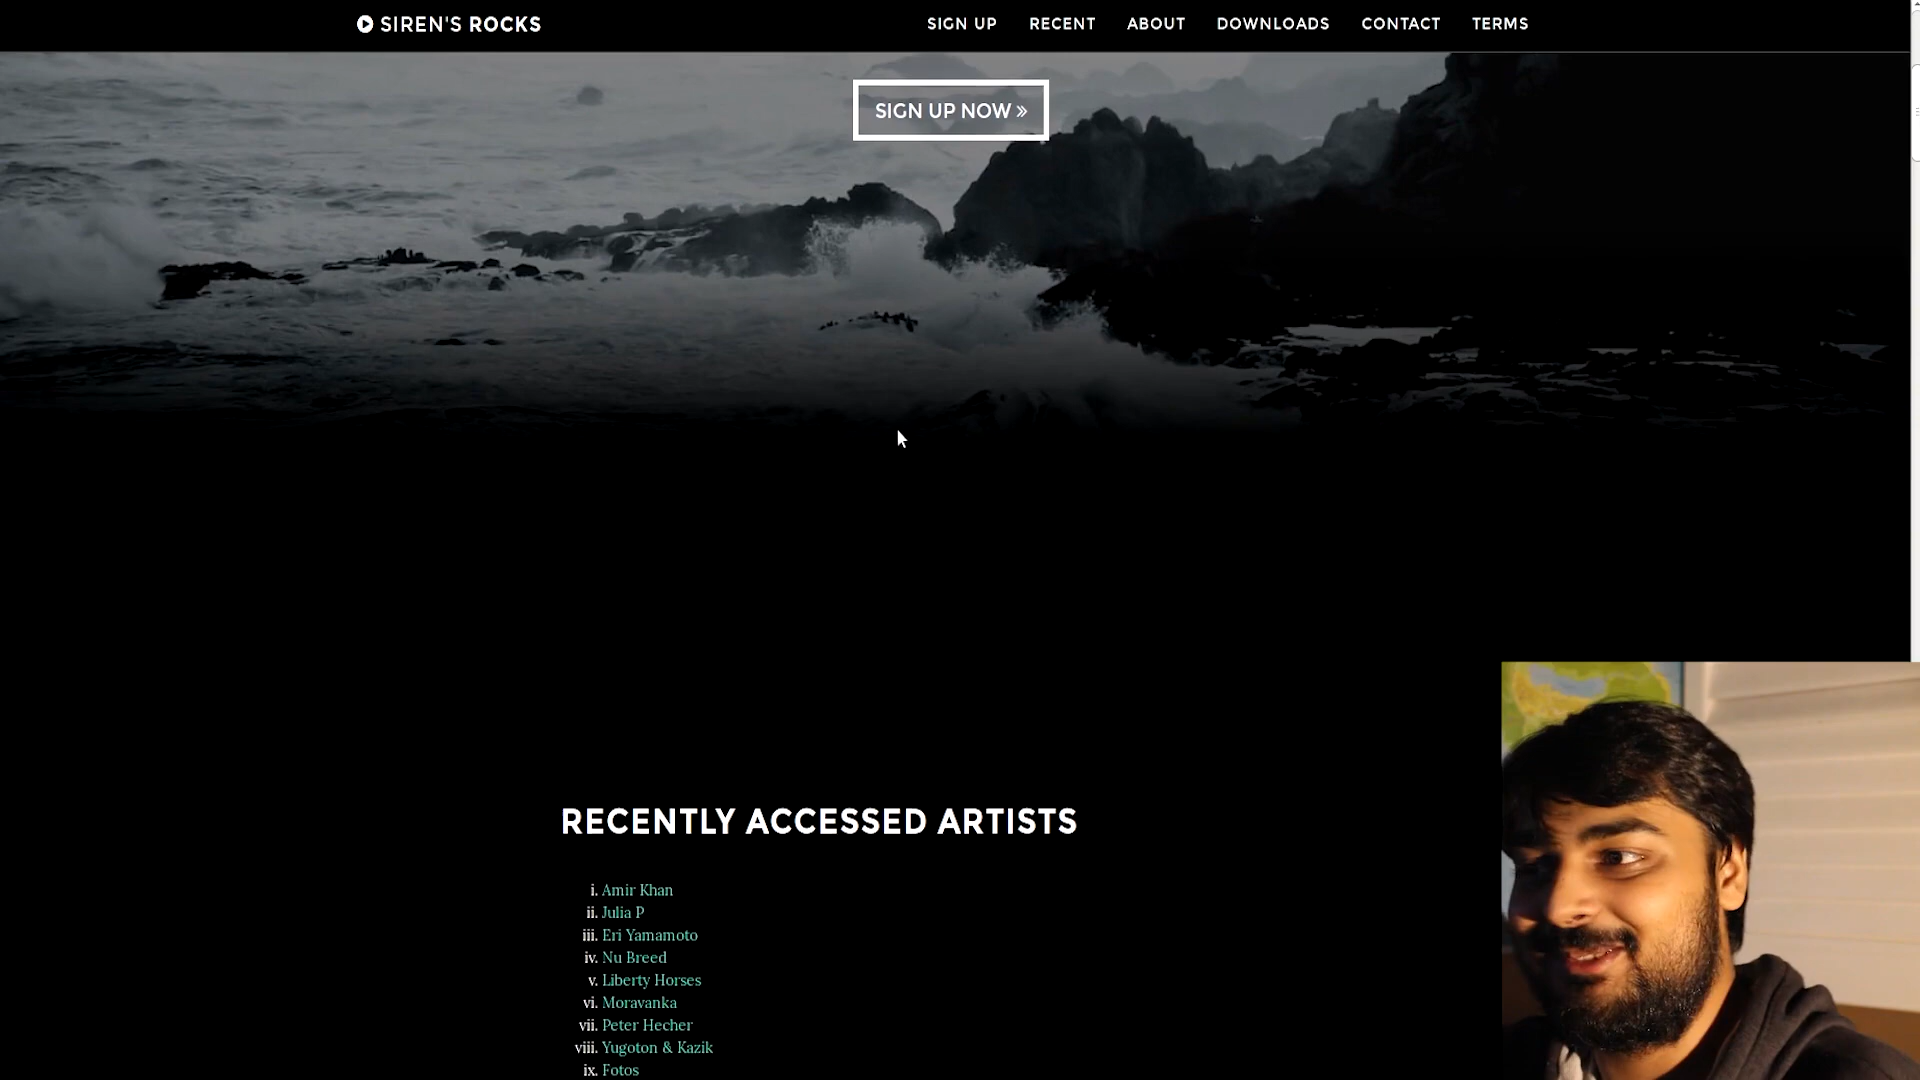 SIREN'S ROCKS
SIGN UP RECENT ABOUT DOWNLOADS CONTACT TERMS
SIGN UP NOW »
RECENTLY ACCESSED ARTISTS
i. Amir Khan
ii. Julia P
iii. Eri Yamamoto
iv. Nu Breed
v. Liberty Horses
vi. Moravanka
vii. Peter Hecher
viii. Yugoton & Kazik
ix. Fotos